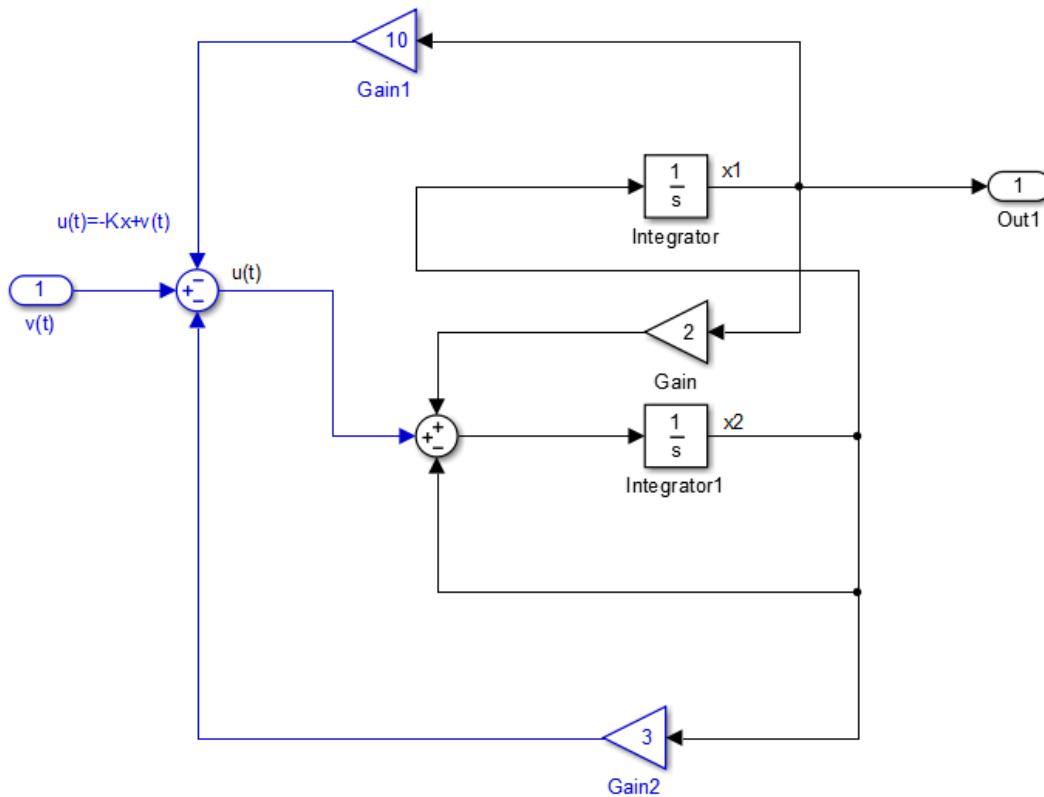 10
Gain1
1
s
x1
Integrator
1
Out1
u(t)=-Kx+v(t)
−
+
−
u(t)
1
v(t)
2
Gain
+
+
−
1
s
x2
Integrator1
3
Gain2